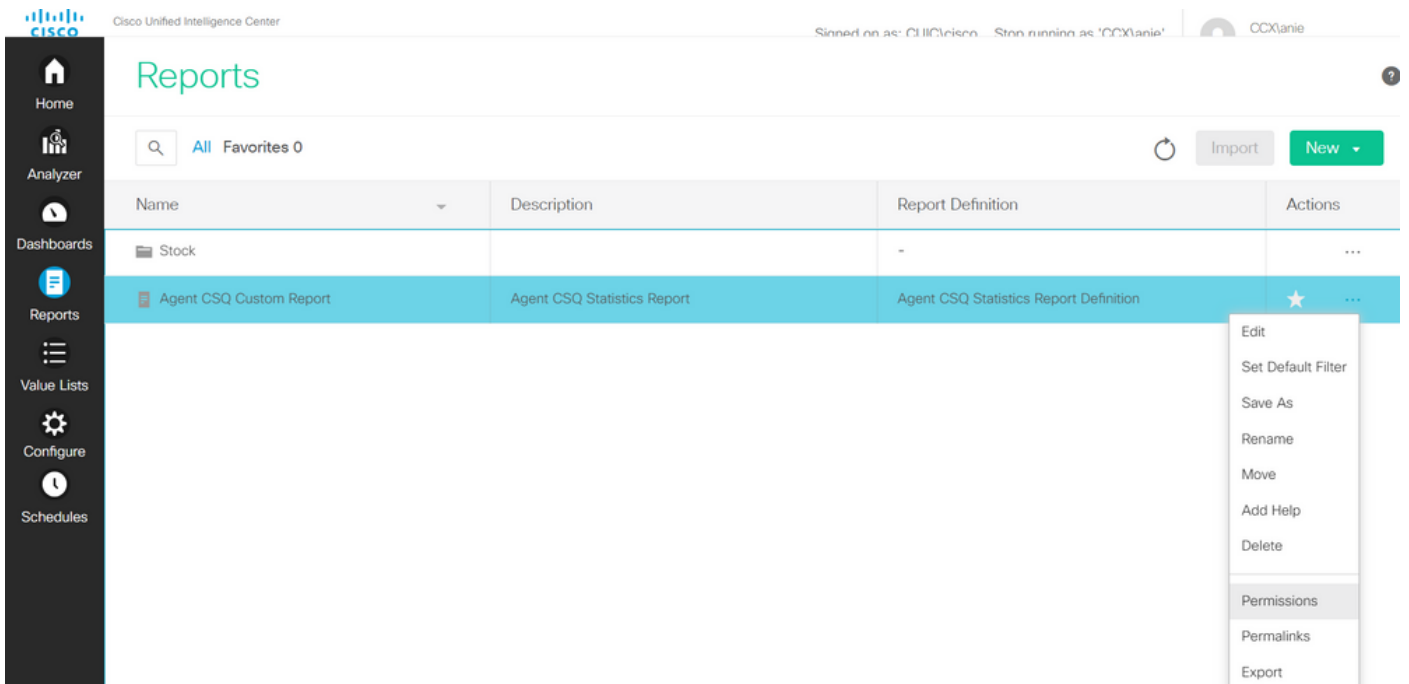 CISCO
Cisco Unified Intelligence Center
Signed on as: CUIC\cisco Stop running as 'CCX\anie'
CCX\anie
Home
Analyzer
Dashboards
Reports
Value Lists
Configure
Schedules
Reports
?
All Favorites 0
Import
New
Name Description Report Definition Actions
Stock - ...
Agent CSQ Custom Report Agent CSQ Statistics Report Agent CSQ Statistics Report Definition ...
Edit
Set Default Filter
Save As
Rename
Move
Add Help
Delete
Permissions
Permalinks
Export